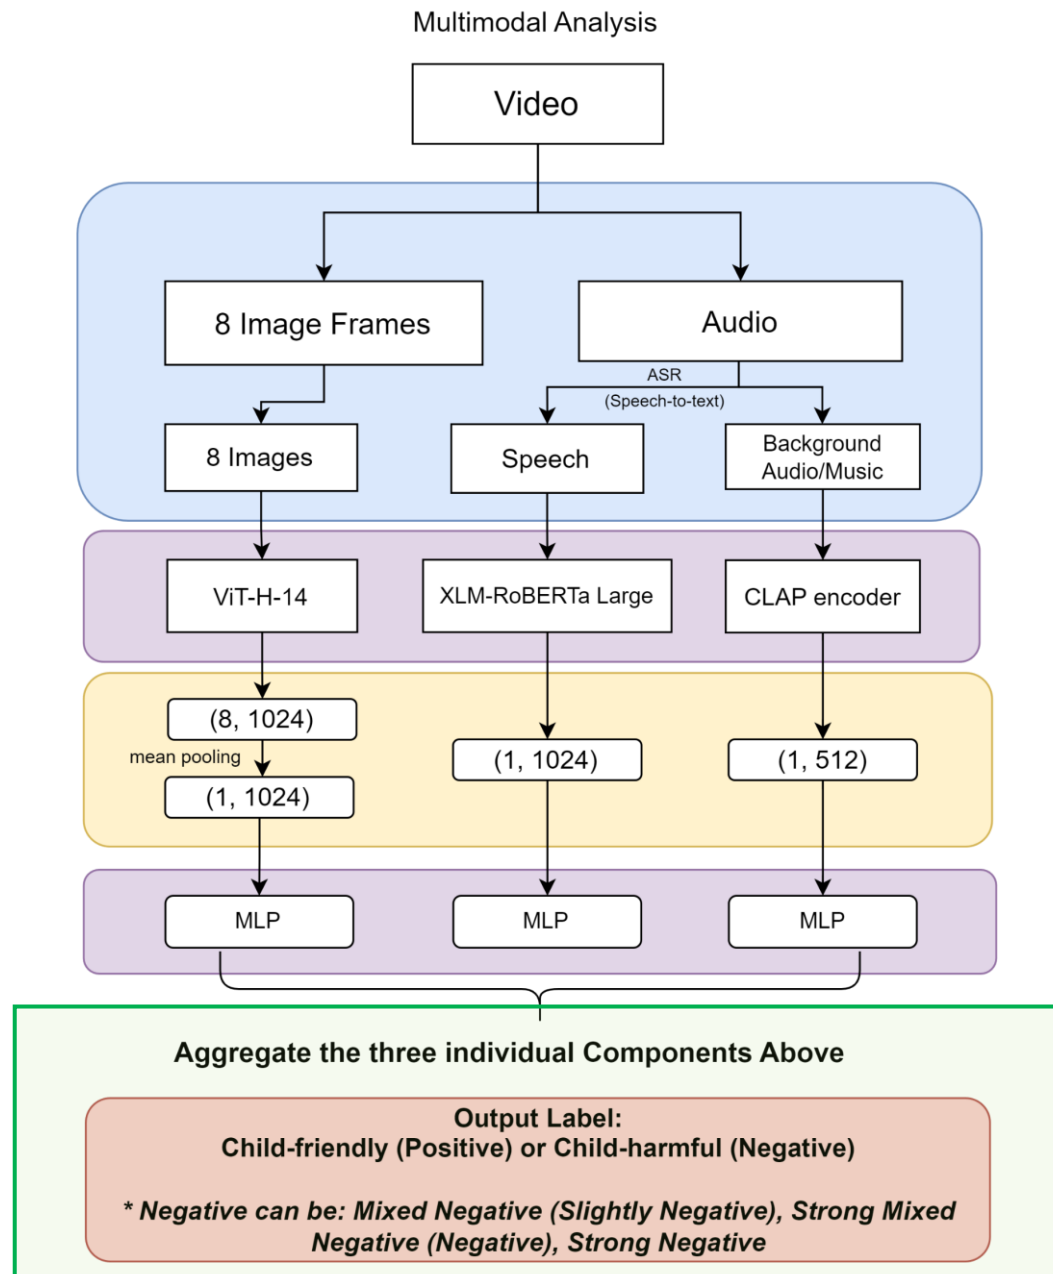 Multimodal Analysis
Video
8 Image Frames
Audio
ASR
(Speech-to-text)
8 Images
Speech
Background
Audio/Music
ViT-H-14
XLM-RoBERTa Large
CLAP encoder
(8, 1024)
mean pooling
(1, 1024)
(1, 1024)
(1, 512)
MLP
MLP
MLP
Aggregate the three individual Components Above
Output Label:
Child-friendly (Positive) or Child-harmful (Negative)
* Negative can be: Mixed Negative (Slightly Negative), Strong Mixed
Negative (Negative), Strong Negative